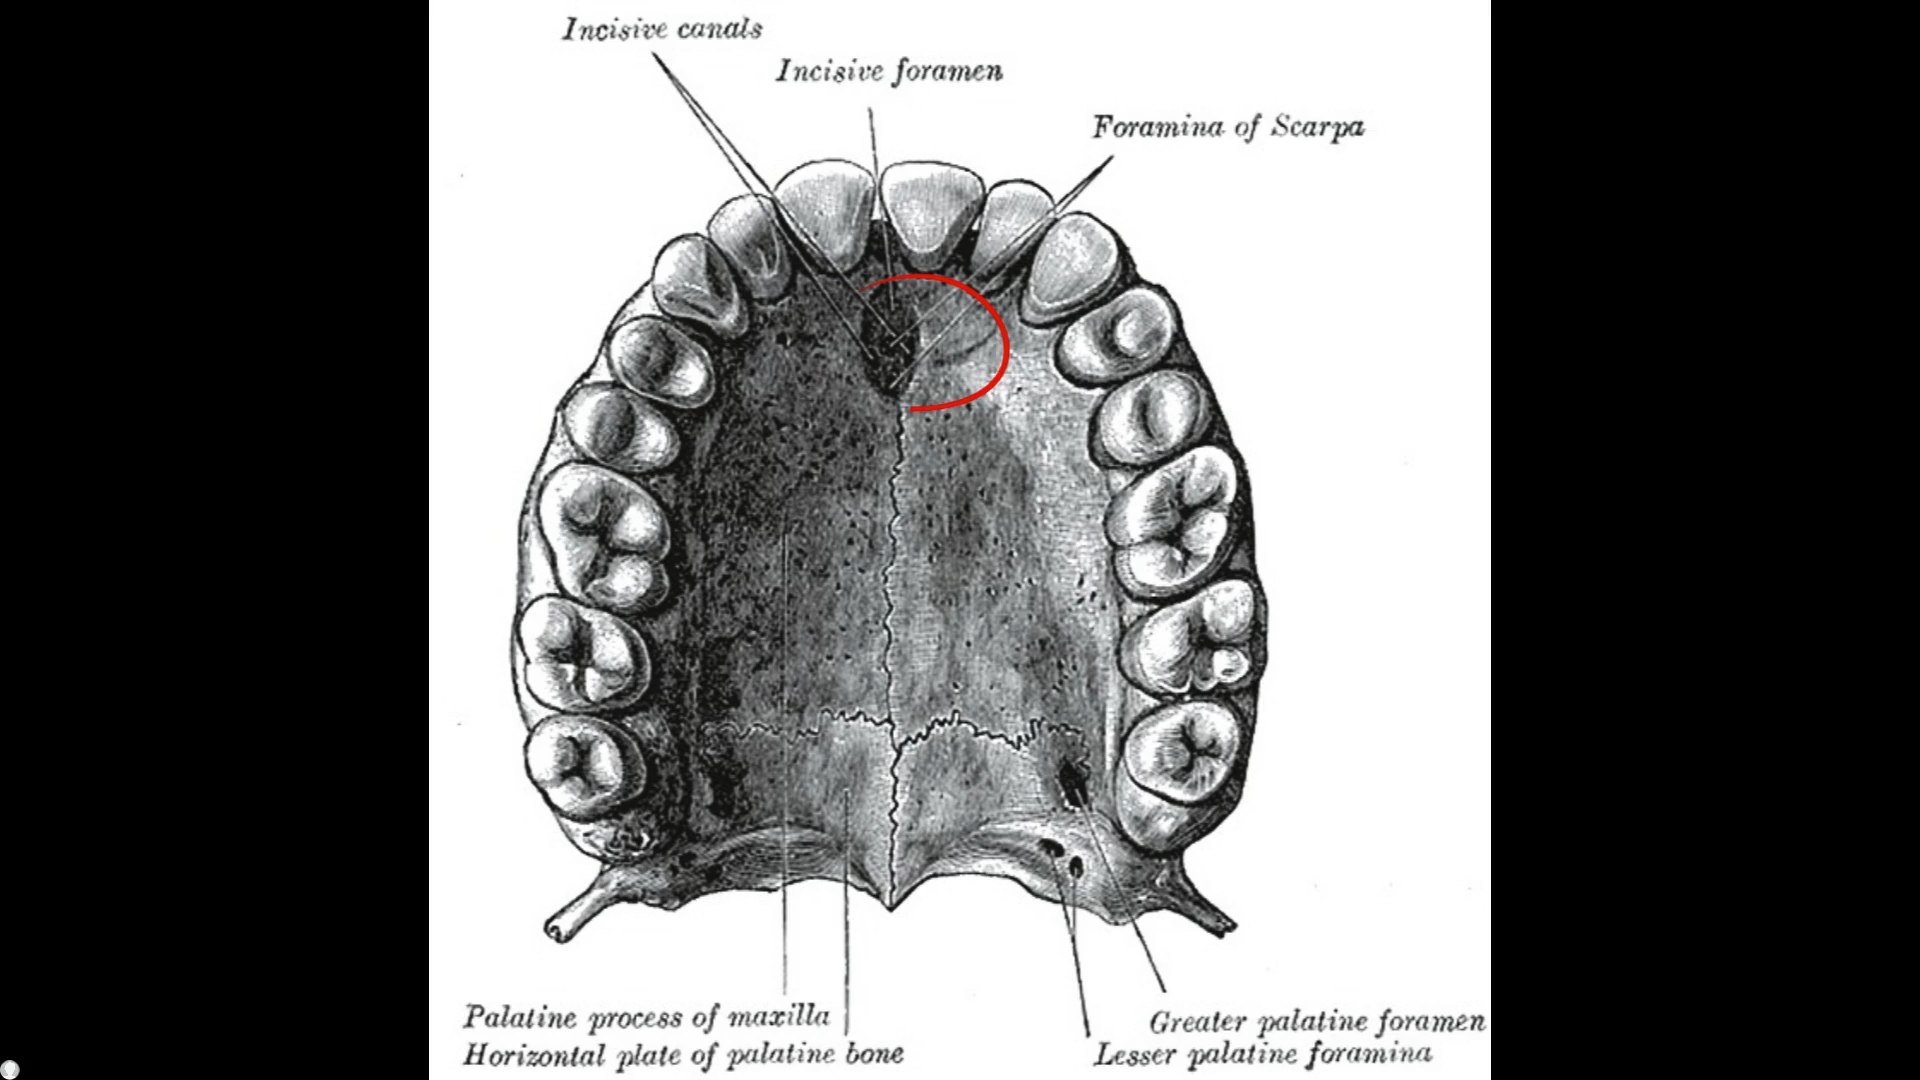 Incisive canals
Incisive foramen
Foramina of Scarpa
Palatine process of maxilla
Horizontal plate of palatine bone
Greater palatine foramen
Lesser palatine foramina